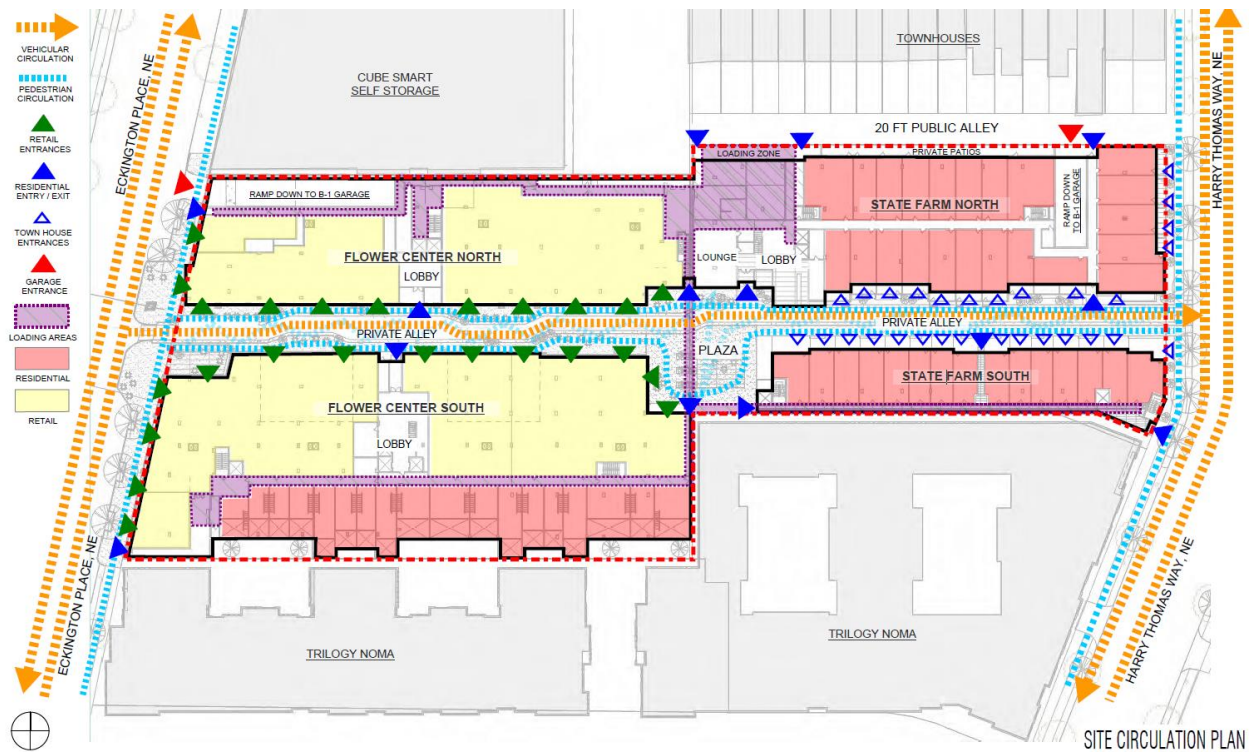 VEHICULAR
CIRCULATION
PEDESTRIAN
CIRCULATION
RETAIL
ENTRANCES
RESIDENTIAL
ENTRY / EXIT
TOWN HOUSE
ENTRANCES
GARAGE
ENTRANCE
LOADING AREAS
RESIDENTIAL
RETAIL
ECKINGTON PLACE, NE
ECKINGTON PLACE, NE
CUBE SMART
SELF STORAGE
TOWNHOUSES
20 FT PUBLIC ALLEY
HARRY THOMAS WAY, NE
HARRY THOMAS WAY, NE
LOADING ZONE
PRIVATE PATIOS
RAMP DOWN TO B-1 GARAGE
STATE FARM NORTH
RAMP DOWN
TO B-1 GARAGE
FLOWER CENTER NORTH
LOBBY
LOUNGE
LOBBY
PRIVATE ALLEY
PRIVATE ALLEY
PLAZA
STATE FARM SOUTH
FLOWER CENTER SOUTH
LOBBY
TRILOGY NOMA
TRILOGY NOMA
SITE CIRCULATION PLAN